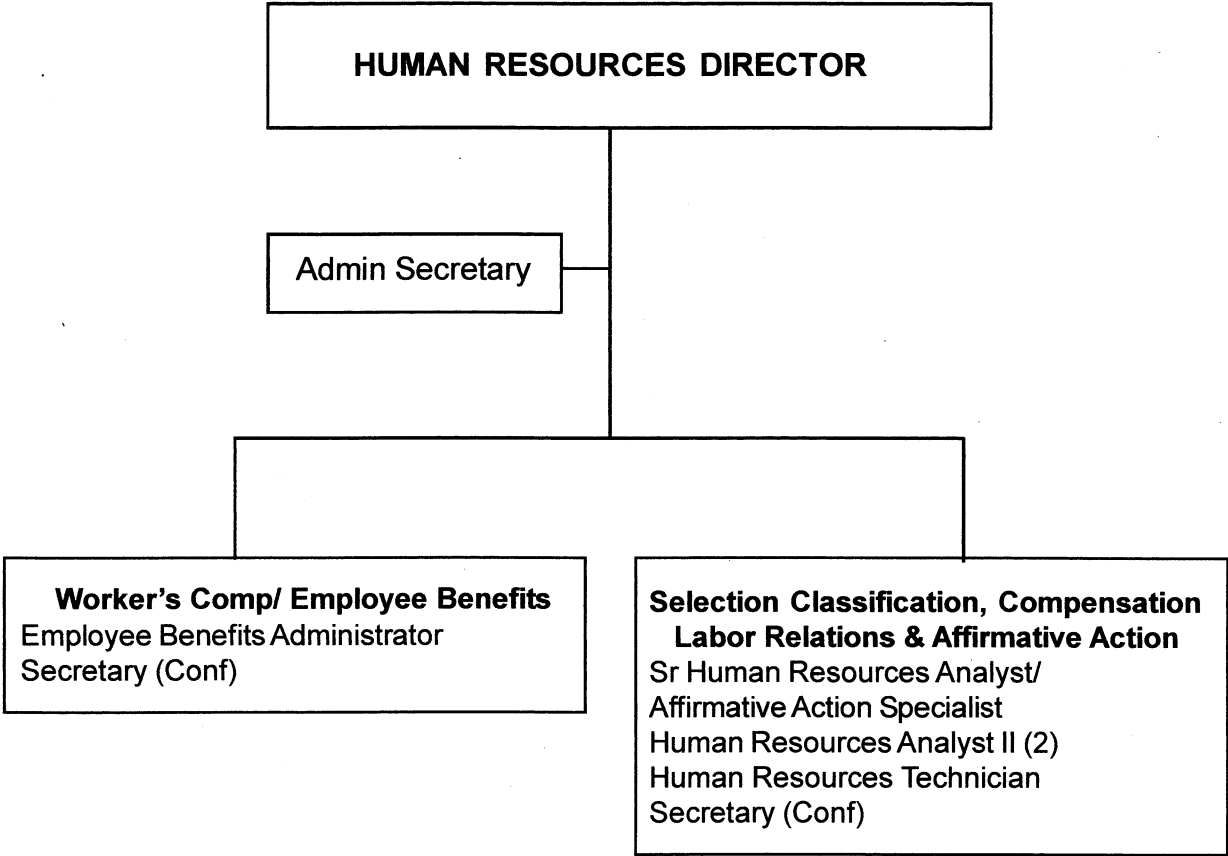 HUMAN RESOURCES DIRECTOR
Admin Secretary
Worker's Comp/ Employee Benefits
Employee Benefits Administrator
Secretary (Conf)
Selection Classification, Compensation
Labor Relations & Affirmative Action
Sr Human Resources Analyst/
Affirmative Action Specialist
Human Resources Analyst II (2)
Human Resources Technician
Secretary (Conf)